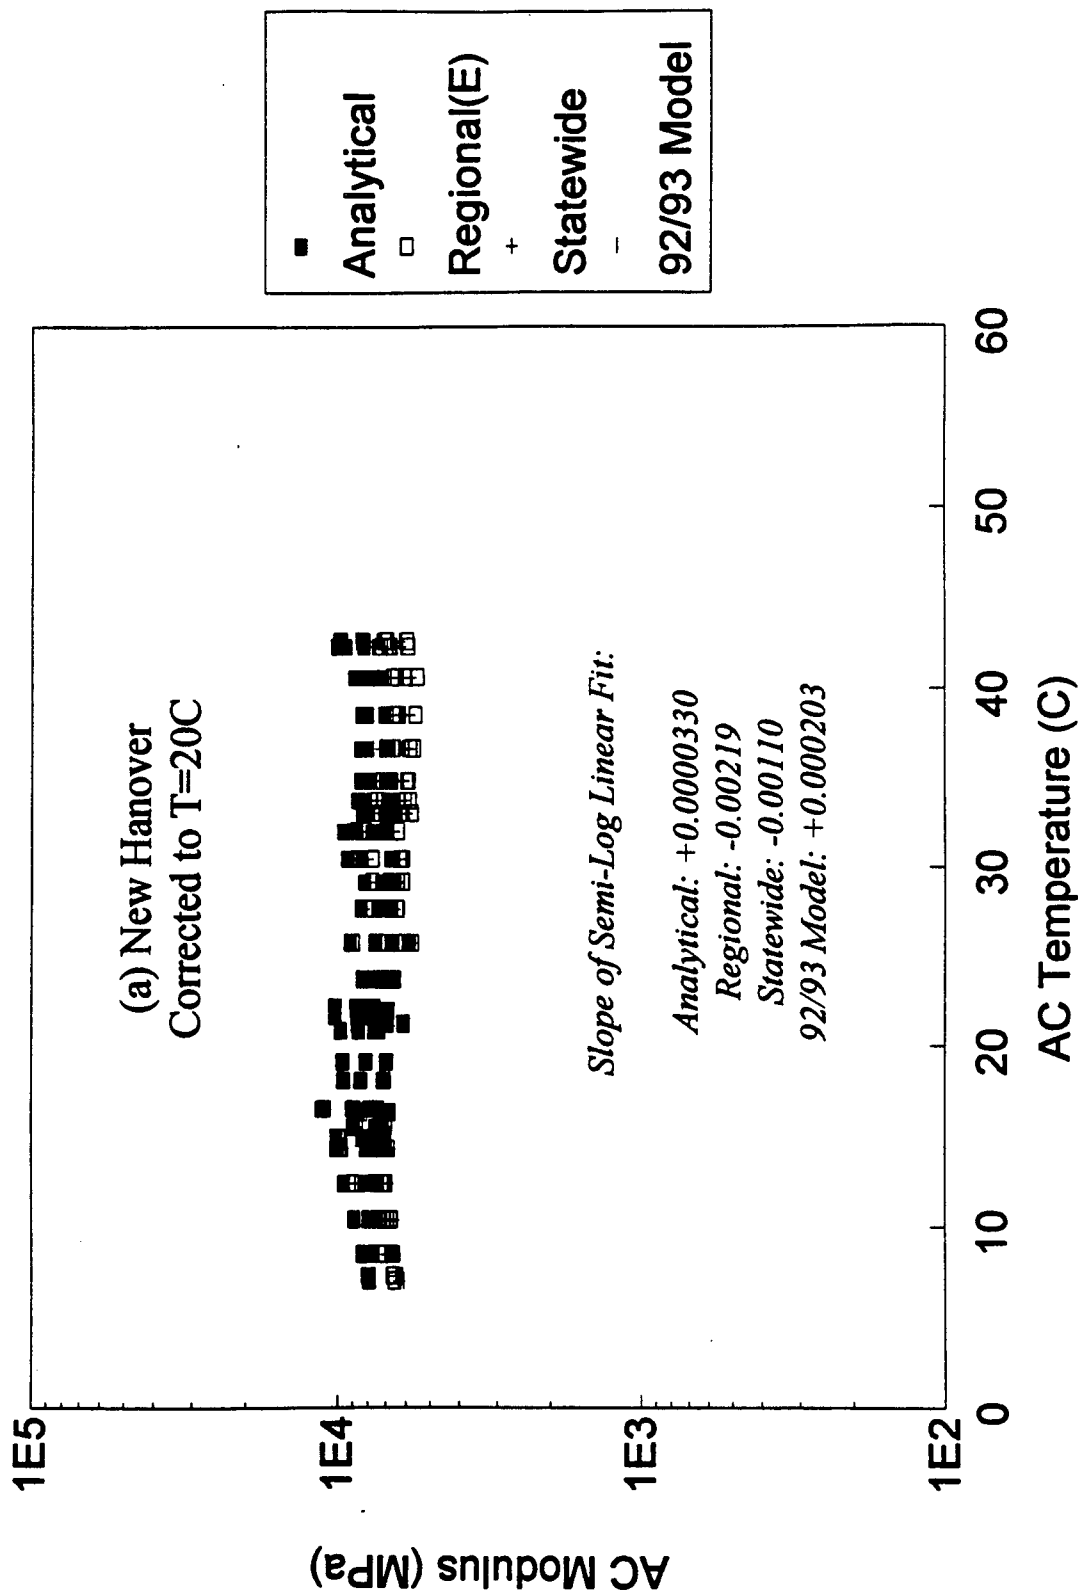 (a) New Hanover
Corrected to T=20C
AC Modulus (MPa)
1E5
1E4
1E3
1E2
0
10
20
30
40
50
60
AC Temperature (C)
Slope of Semi-Log Linear Fit:
Analytical: +0.0000330
Regional: -0.00219
Statewide: -0.00110
92/93 Model: +0.000203
Analytical
Regional(E)
Statewide
92/93 Model